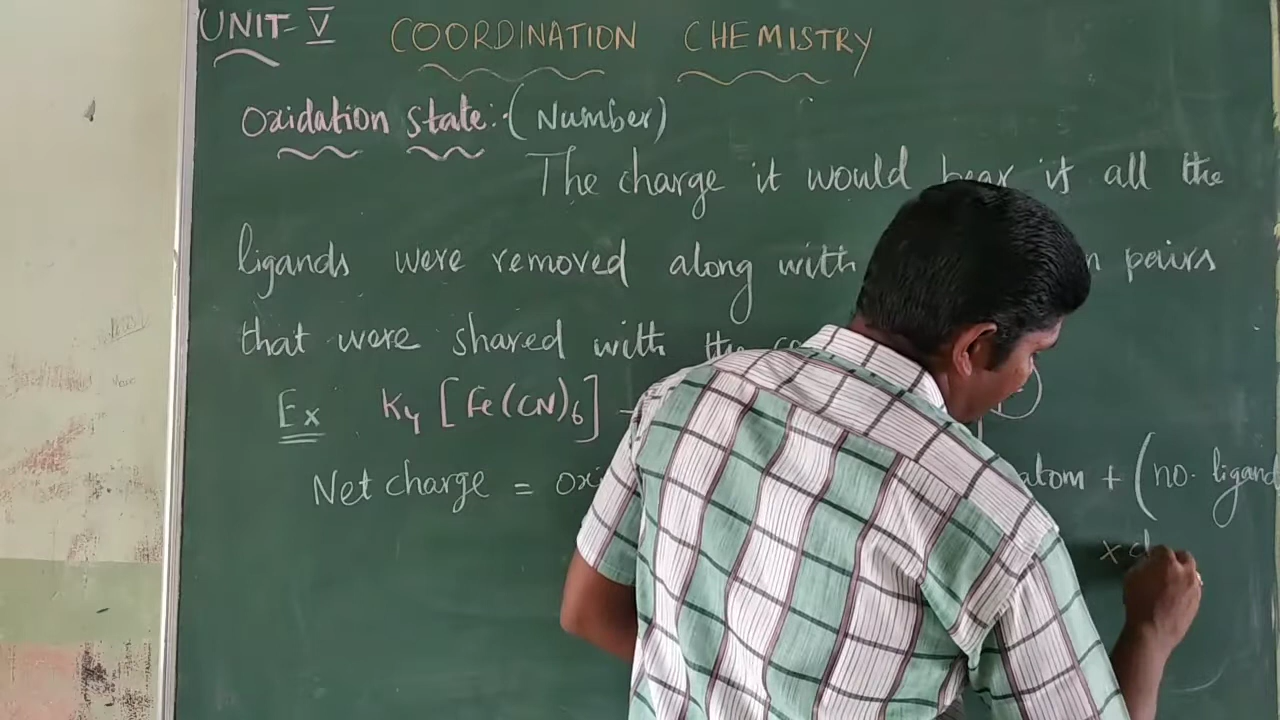 UNIT-V COORDINATION CHEMISTRY
Oxidation state:-(Number)
The charge it would bear if all the
ligands were removed along with pairs
that were shared with the
Ex K4 [Fe(CN)6]
Net charge = atom + (no. ligand
x